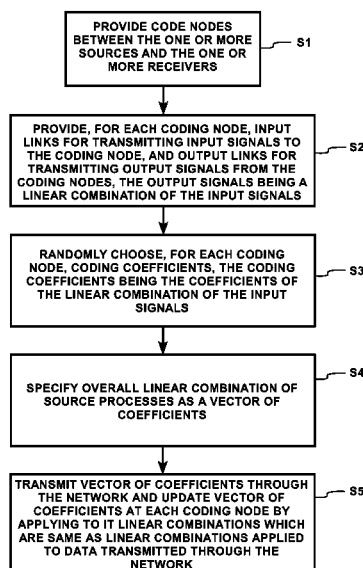 PROVIDE CODE NODES
BETWEEN THE ONE OR MORE
SOURCES AND THE ONE OR
MORE RECEIVERS
S1
PROVIDE, FOR EACH CODING NODE, INPUT
LINKS FOR TRANSMITTING INPUT SIGNALS TO
THE CODING NODE, AND OUTPUT LINKS FOR
TRANSMITTING OUTPUT SIGNALS FROM THE
CODING NODES, THE OUTPUT SIGNALS BEING A
LINEAR COMBINATION OF THE INPUT SIGNALS
S2
RANDOMLY CHOOSE, FOR EACH CODING
NODE, CODING COEFFICIENTS, THE CODING
COEFFICIENTS BEING THE COEFFICIENTS OF
THE LINEAR COMBINATION OF THE INPUT
SIGNALS
S3
SPECIFY OVERALL LINEAR COMBINATION OF
SOURCE PROCESSES AS A VECTOR OF
COEFFICIENTS
S4
TRANSMIT VECTOR OF COEFFICIENTS THROUGH
THE NETWORK AND UPDATE VECTOR OF
COEFFICIENTS AT EACH CODING NODE BY
APPLYING TO IT LINEAR COMBINATIONS WHICH
ARE SAME AS LINEAR COMBINATIONS APPLIED
TO DATA TRANSMITTED THROUGH THE
NETWORK
S5